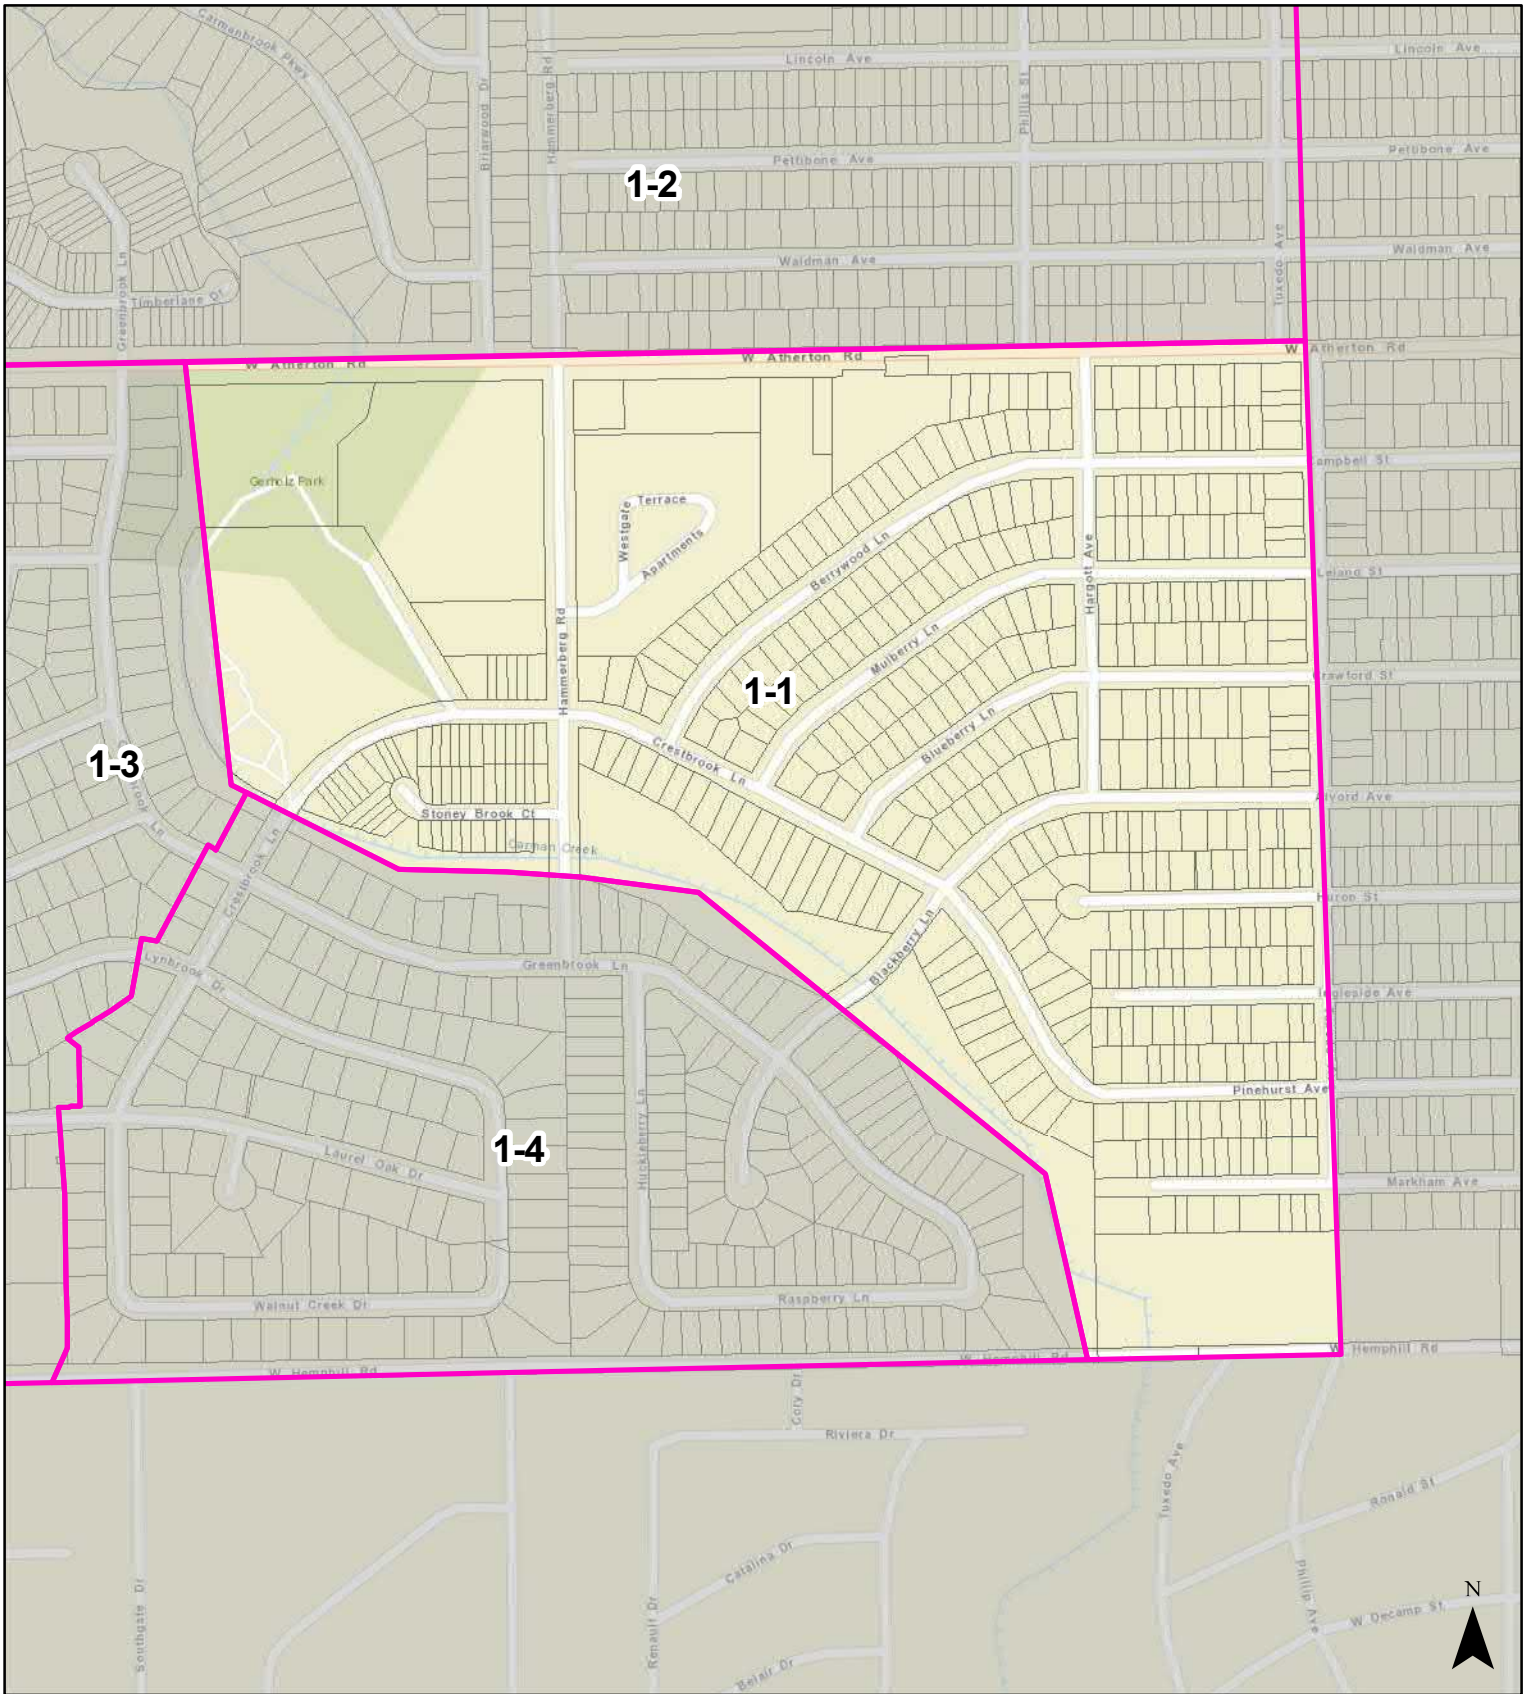 Carmanbrook Pkwy
Briarwood Dr
Hammerberg Rd
Lincoln Ave
Lincoln Ave
Phillis St
Pettibone Ave
Pettibone Ave
1-2
Waldman Ave
Waldman Ave
Tuxedo Ave
Greenbrook Ln
Timberlane Dr
W Atherton Rd
W Atherton Rd
W Atherton Rd
Gerholz Park
Westgate
Terrace
Apartments
Hammerberg Rd
Berrywood Ln
Mulberry Ln
Blueberry Ln
Hargott Ave
Campbell St
Leland St
Crawford St
1-1
1-3
Crestbrook Ln
Stoney Brook Ct
Carman Creek
Alvord Ave
Huron St
Crestbrook Ln
Lynbrook Dr
Greenbrook Ln
Blackberry Ln
Ingleside Ave
Pinehurst Ave
Huckleberry Ln
1-4
Laurel Oak Dr
Markham Ave
Walnut Creek Dr
Raspberry Ln
W Hemphill Rd
W Hemphill Rd
W Hemphill Rd
Cory Dr
Riviera Dr
Tuxedo Ave
Ronald St
Catalina Dr
Phillip Ave
Southgate Dr
Renault Dr
W Decamp St
Belair Dr
N